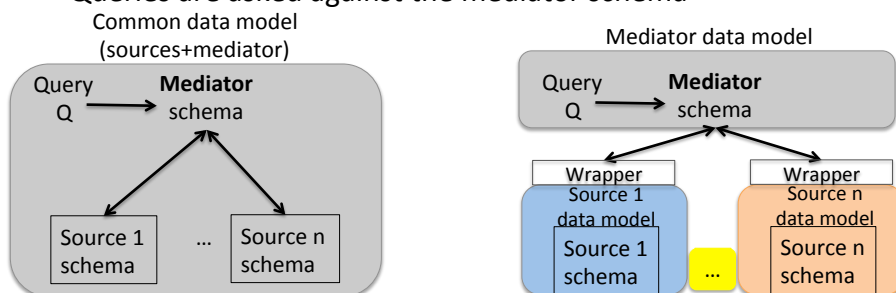 Queries are asked against the mediator schema
Common data model
(sources+mediator)
Query
Q
Mediator
schema
Source 1
schema
...
Source n
schema
Mediator data model
Query
Q
Mediator
schema
Wrapper
Source 1
data model
Source 1
schema
...
Wrapper
Source n
data model
Source n
schema